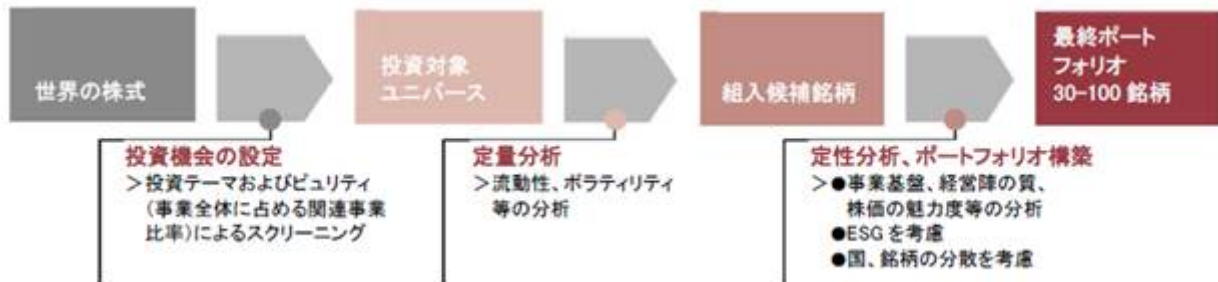 世界の株式
投資対象
ユニバース
組入候補銘柄
最終ポート
フォリオ
30-100 銘柄
投資機会の設定
>投資テーマおよびピュリティ
(事業全体に占める関連事業
比率)によるスクリーニング
定量分析
>流動性、ボラティリティ
等の分析
定性分析、ポートフォリオ構築
>●事業基盤、経営陣の質、
株価の魅力度等の分析
●ESG を考慮
●国、銘柄の分散を考慮